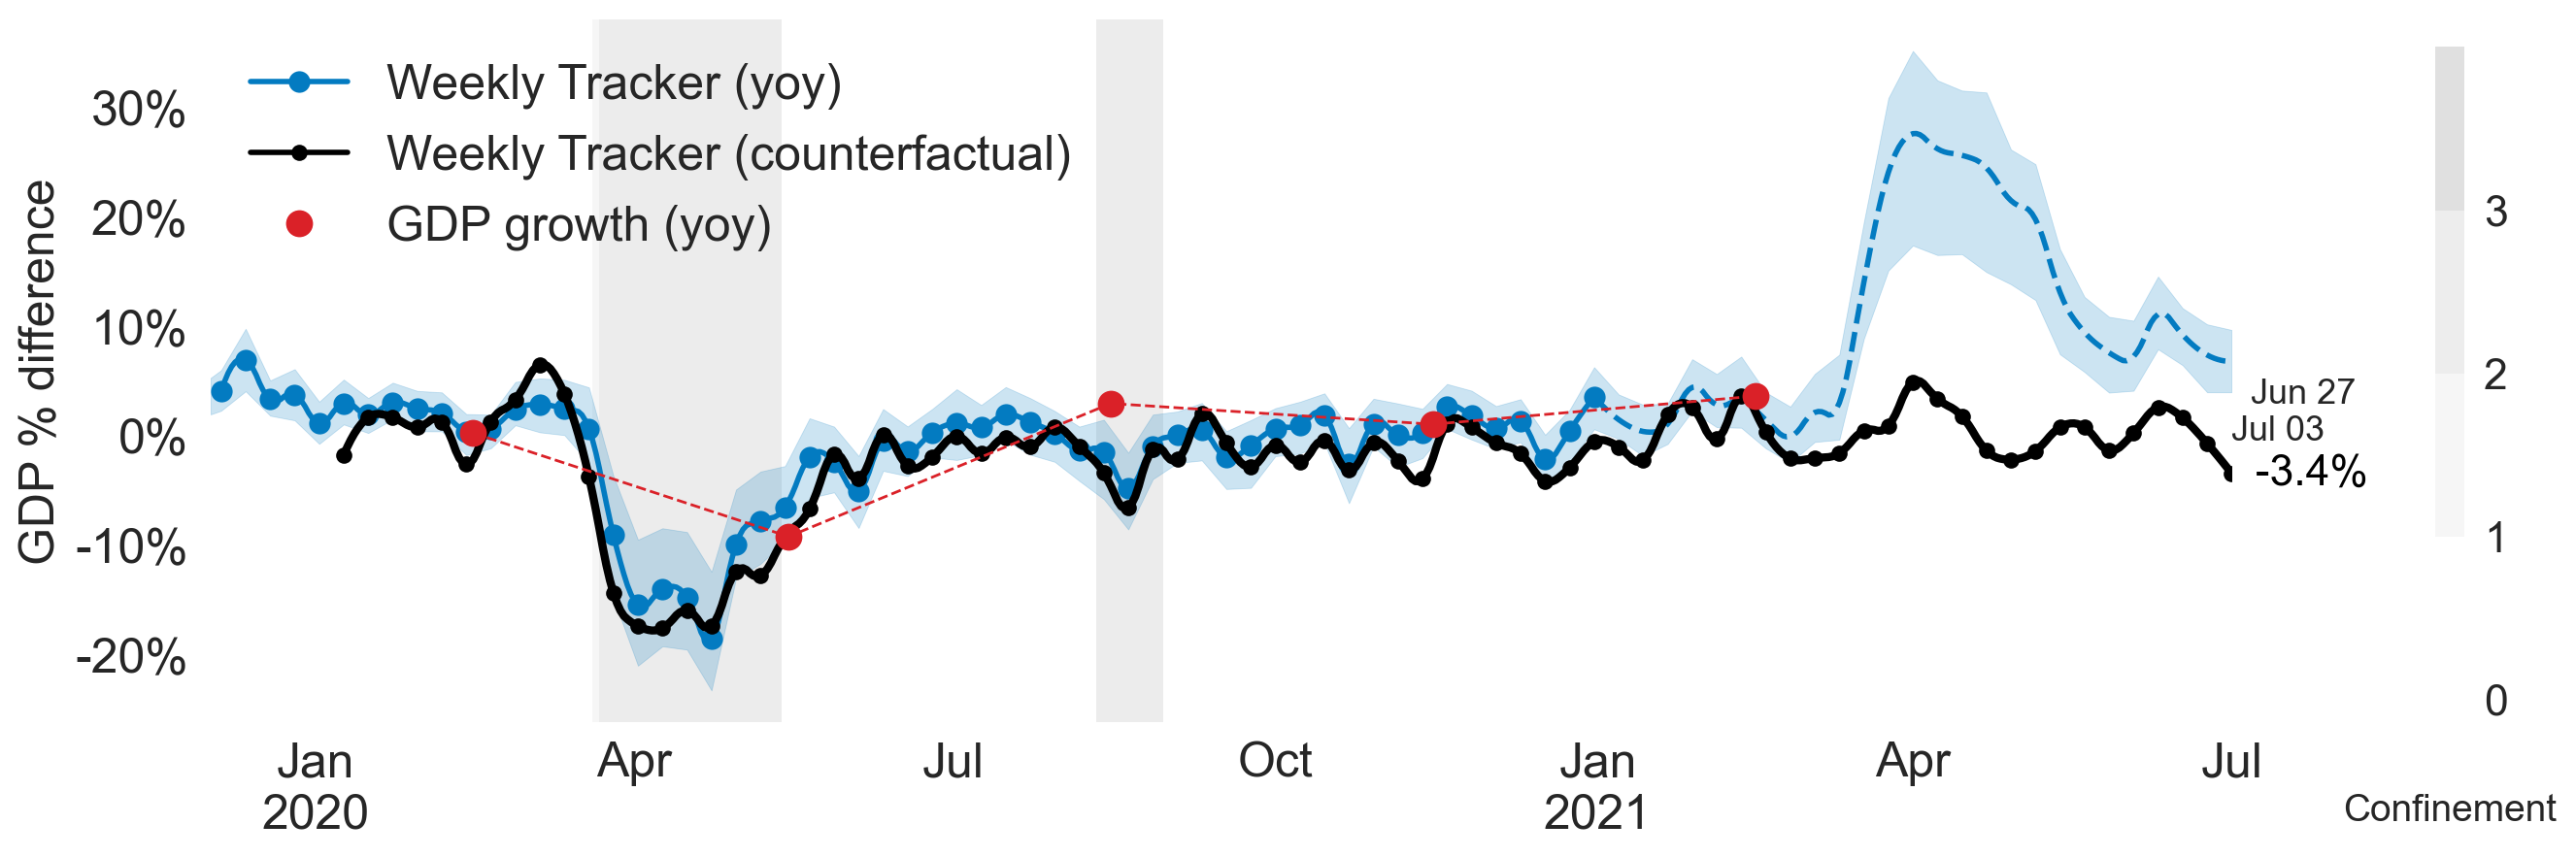 Weekly Tracker (yoy)
Weekly Tracker (counterfactual)
GDP growth (yoy)
GDP % difference
30%
20%
10%
0%
-10%
-20%
Jan
2020
Apr
Jul
Oct
Jan
2021
Apr
Jul
Jun 27
Jul 03
-3.4%
3
2
1
0
Confinement